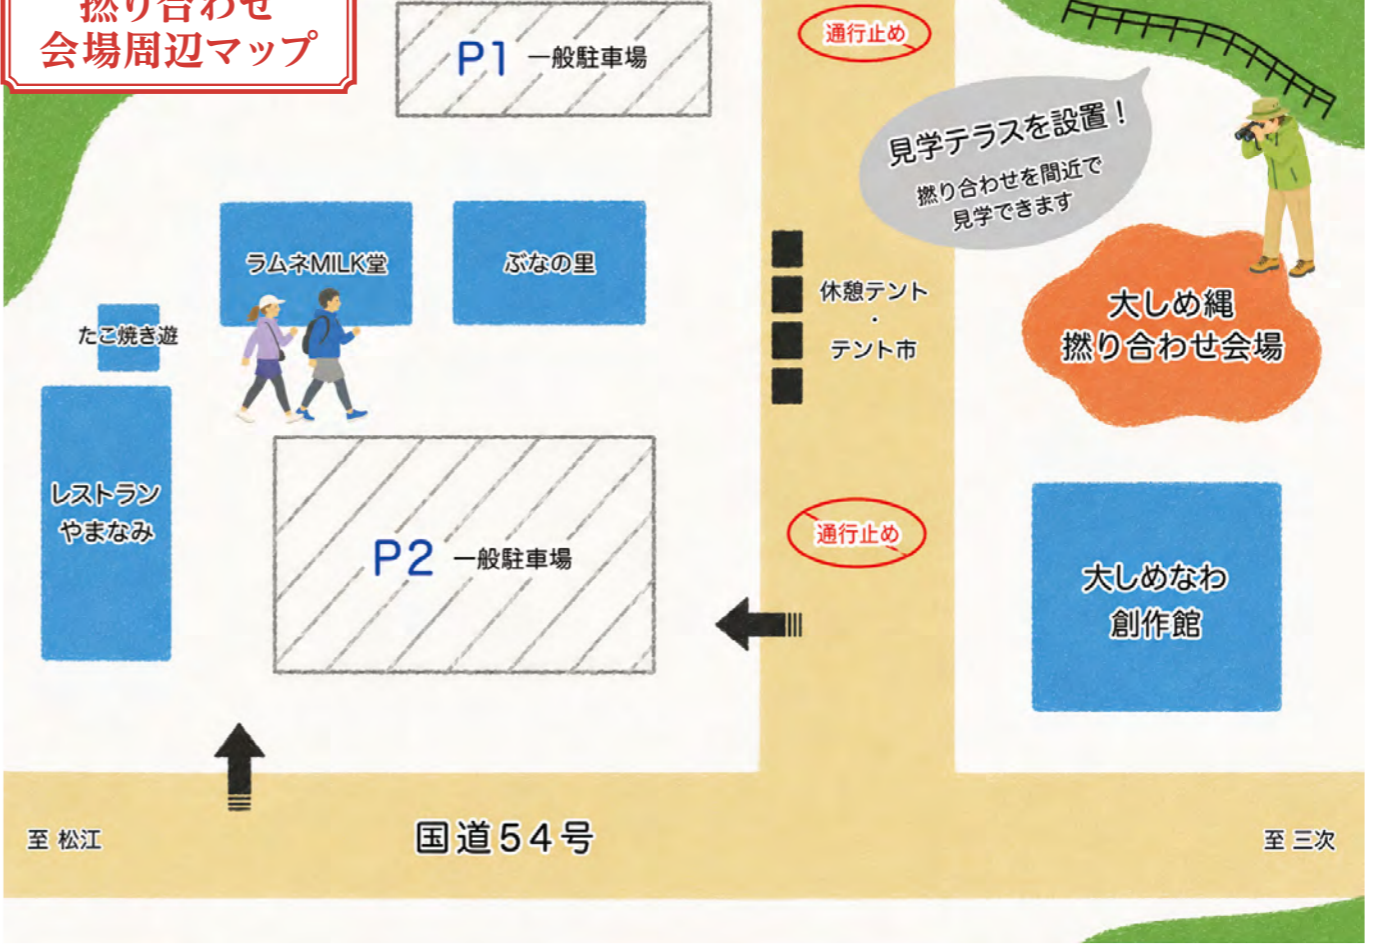 撚り合わせ
会場周辺マップ
P1 一般駐車場
通行止め
見学テラスを設置！
撚り合わせを間近で
見学できます
ラムネMILK堂
ぶなの里
休憩テント
・
テント市
大しめ縄
撚り合わせ会場
たこ焼き遊
レストラン
やまなみ
P2 一般駐車場
通行止め
大しめなわ
創作館
至 松江
国道54号
至 三次